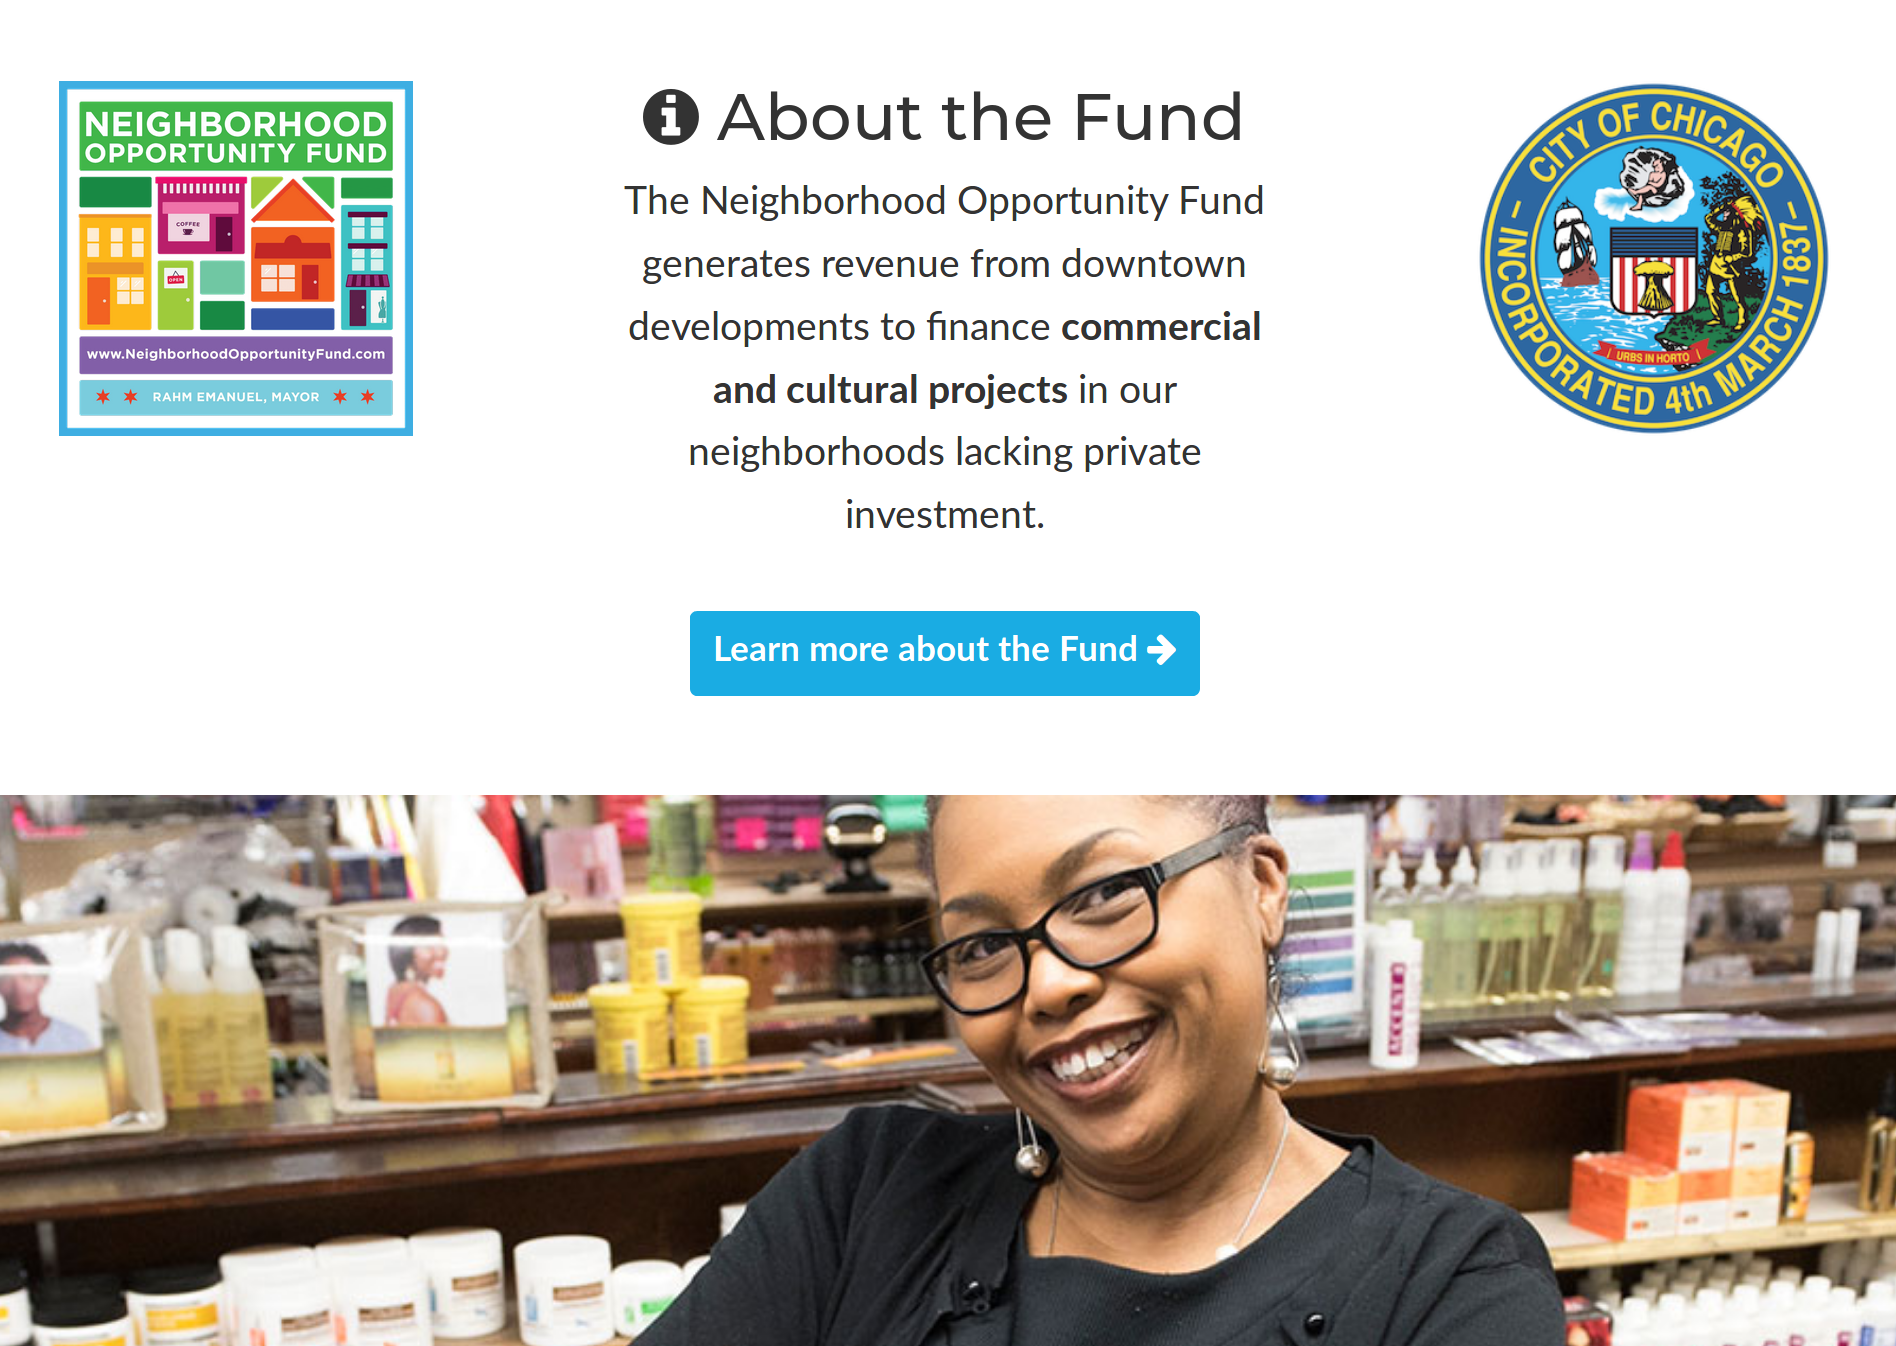 NEIGHBORHOOD
OPPORTUNITY FUND
COFFEE
OPEN
www.NeighborhoodOpportunityFund.com
RAHM EMANUEL, MAYOR
About the Fund
The Neighborhood Opportunity Fund
generates revenue from downtown
developments to finance commercial
and cultural projects in our
neighborhoods lacking private
investment.
Learn more about the Fund
CITY OF CHICAGO
INCORPORATED 4th MARCH 1837
URBS IN HORTO
ACCENT